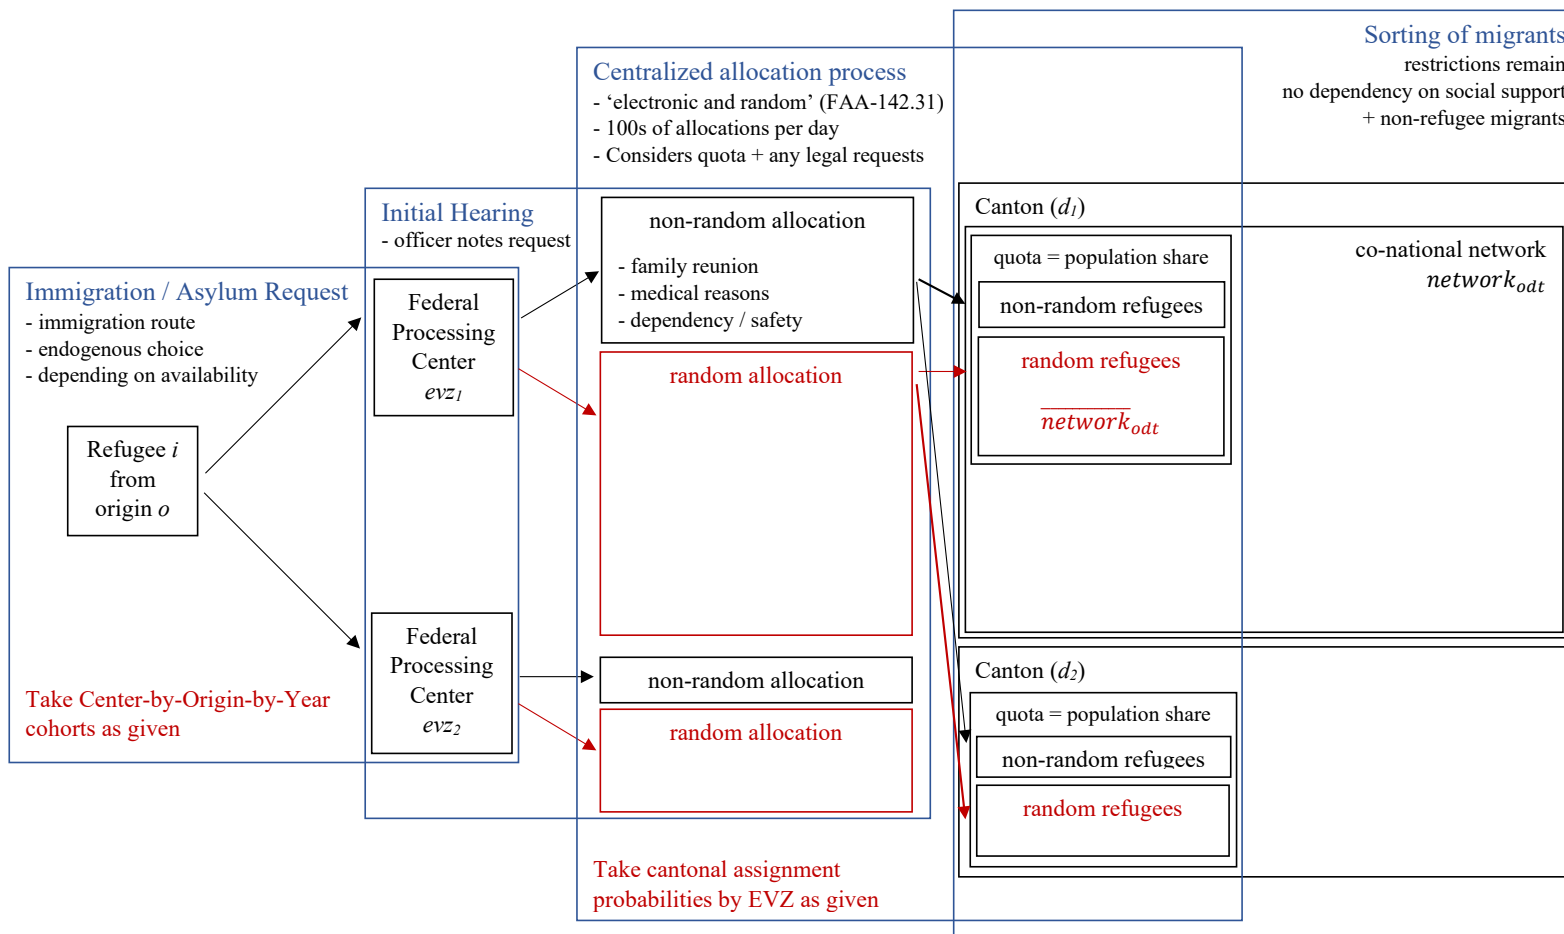 Sorting of migrants
restrictions remain
no dependency on social support
+ non-refugee migrants
Centralized allocation process
- ‘electronic and random’ (FAA-142.31)
- 100s of allocations per day
- Considers quota + any legal requests
Initial Hearing
- officer notes request
Immigration / Asylum Request
- immigration route
- endogenous choice
- depending on availability
Refugee i
from
origin o
Take Center-by-Origin-by-Year
cohorts as given
Federal
Processing
Center
evz1
Federal
Processing
Center
evz2
non-random allocation
- family reunion
- medical reasons
- dependency / safety
random allocation
non-random allocation
random allocation
Take cantonal assignment
probabilities by EVZ as given
Canton (d1)
quota = population share
non-random refugees
random refugees
network̅odt
co-national network
networkodt
Canton (d2)
quota = population share
non-random refugees
random refugees